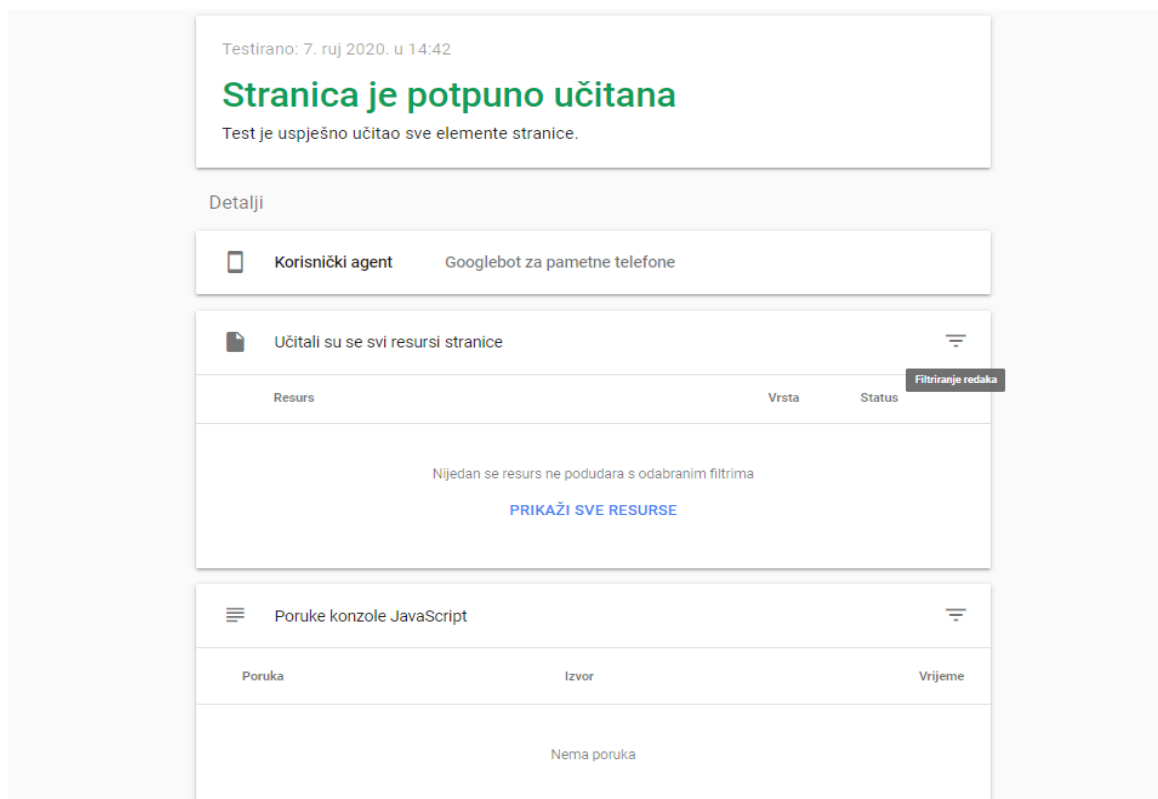 Testirano: 7. ruj 2020. u 14:42
Stranica je potpuno učitana
Test je uspješno učitao sve elemente stranice.
Detalji
Korisnički agent Googlebot za pametne telefone
Učitali su se svi resursi stranice
Filtriranje redaka
Resurs Vrsta Status
Nijedan se resurs ne podudara s odabranim filtrima
PRIKAŽI SVE RESURSE
Poruke konzole JavaScript
Poruka Izvor Vrijeme
Nema poruka